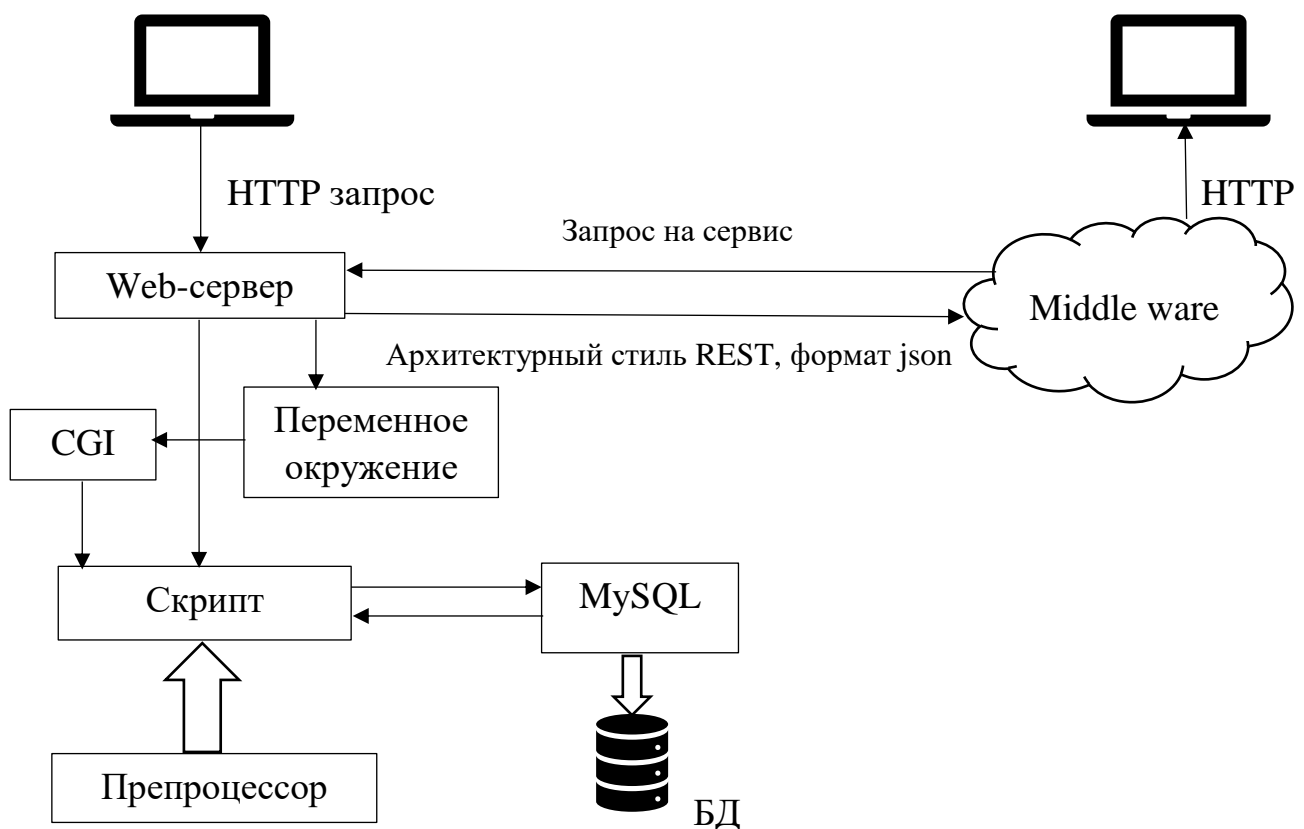 HTTP запрос
HTTP
Запрос на сервис
Web-сервер
Middle ware
Архитектурный стиль REST, формат json
Переменное
окружение
CGI
Скрипт
MySQL
Препроцессор
БД